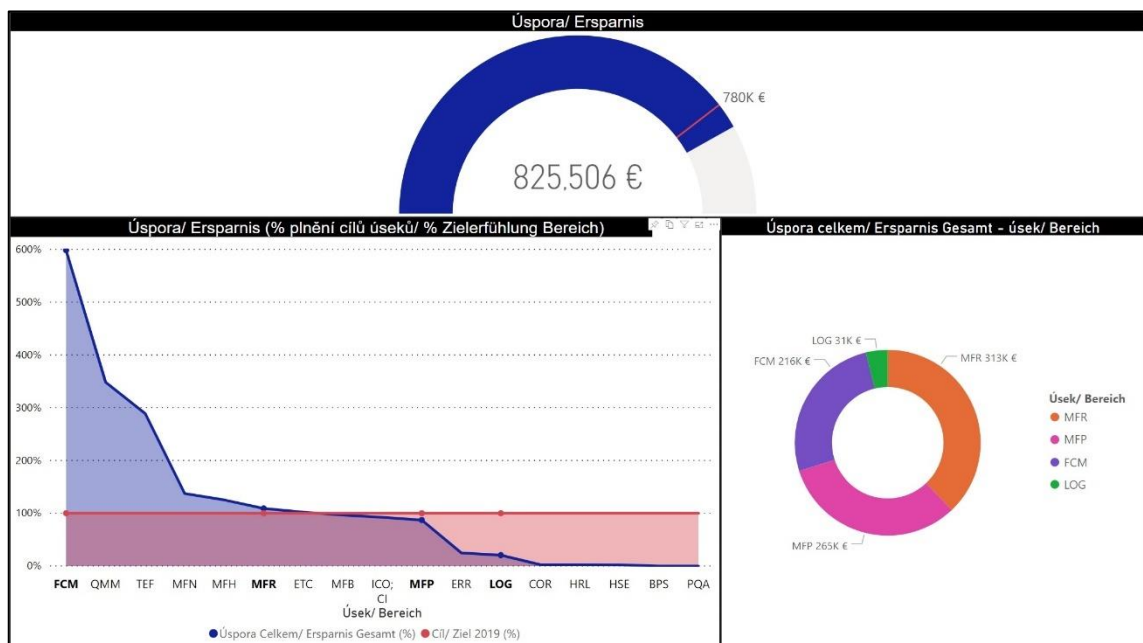 Úspora/ Ersparnis
780K €
825,506 €
Úspora/ Ersparnis (% plnění cílů úseků/ % Zielerfühlung Bereich)
600%
500%
400%
300%
200%
100%
0%
FCM QMM TEF MFN MFH MFR ETC MFB ICO; CI MFP ERR LOG COR HRL HSE BPS PQA
Úsek/ Bereich
Úspora Celkem/ Ersparnis Gesamt (%) Cíl/ Ziel 2019 (%)
Úspora celkem/ Ersparnis Gesamt - úsek/ Bereich
LOG 31K €
FCM 216K €
MFR 313K €
MFP 265K €
Úsek/ Bereich
MFR
MFP
FCM
LOG